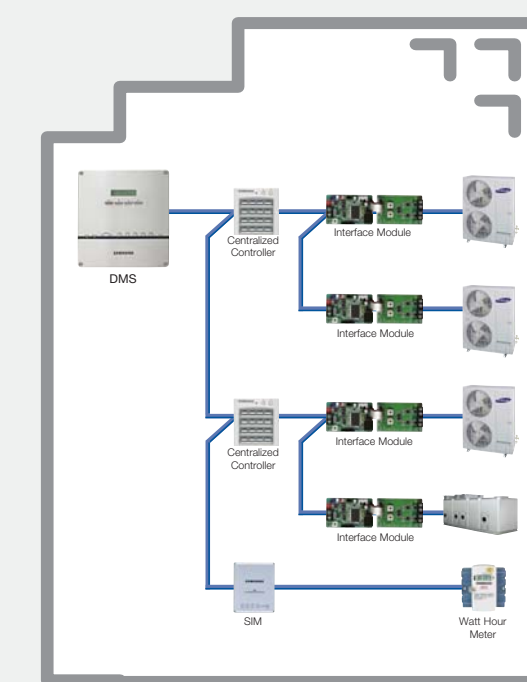 Centralized
Controller
Interface Module
DMS
Interface Module
Centralized
Controller
Interface Module
Interface Module
SIM
Watt Hour
Meter